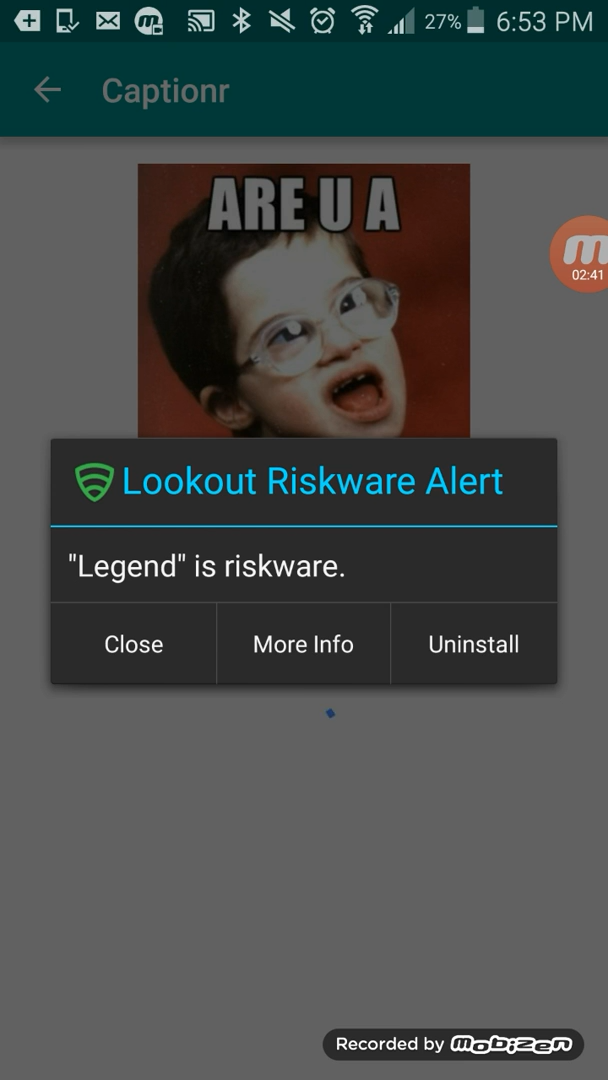 27% 6:53 PM
Captionr
ARE U A
02:41
Lookout Riskware Alert
"Legend" is riskware.
Close More Info Uninstall
Recorded by mobizen